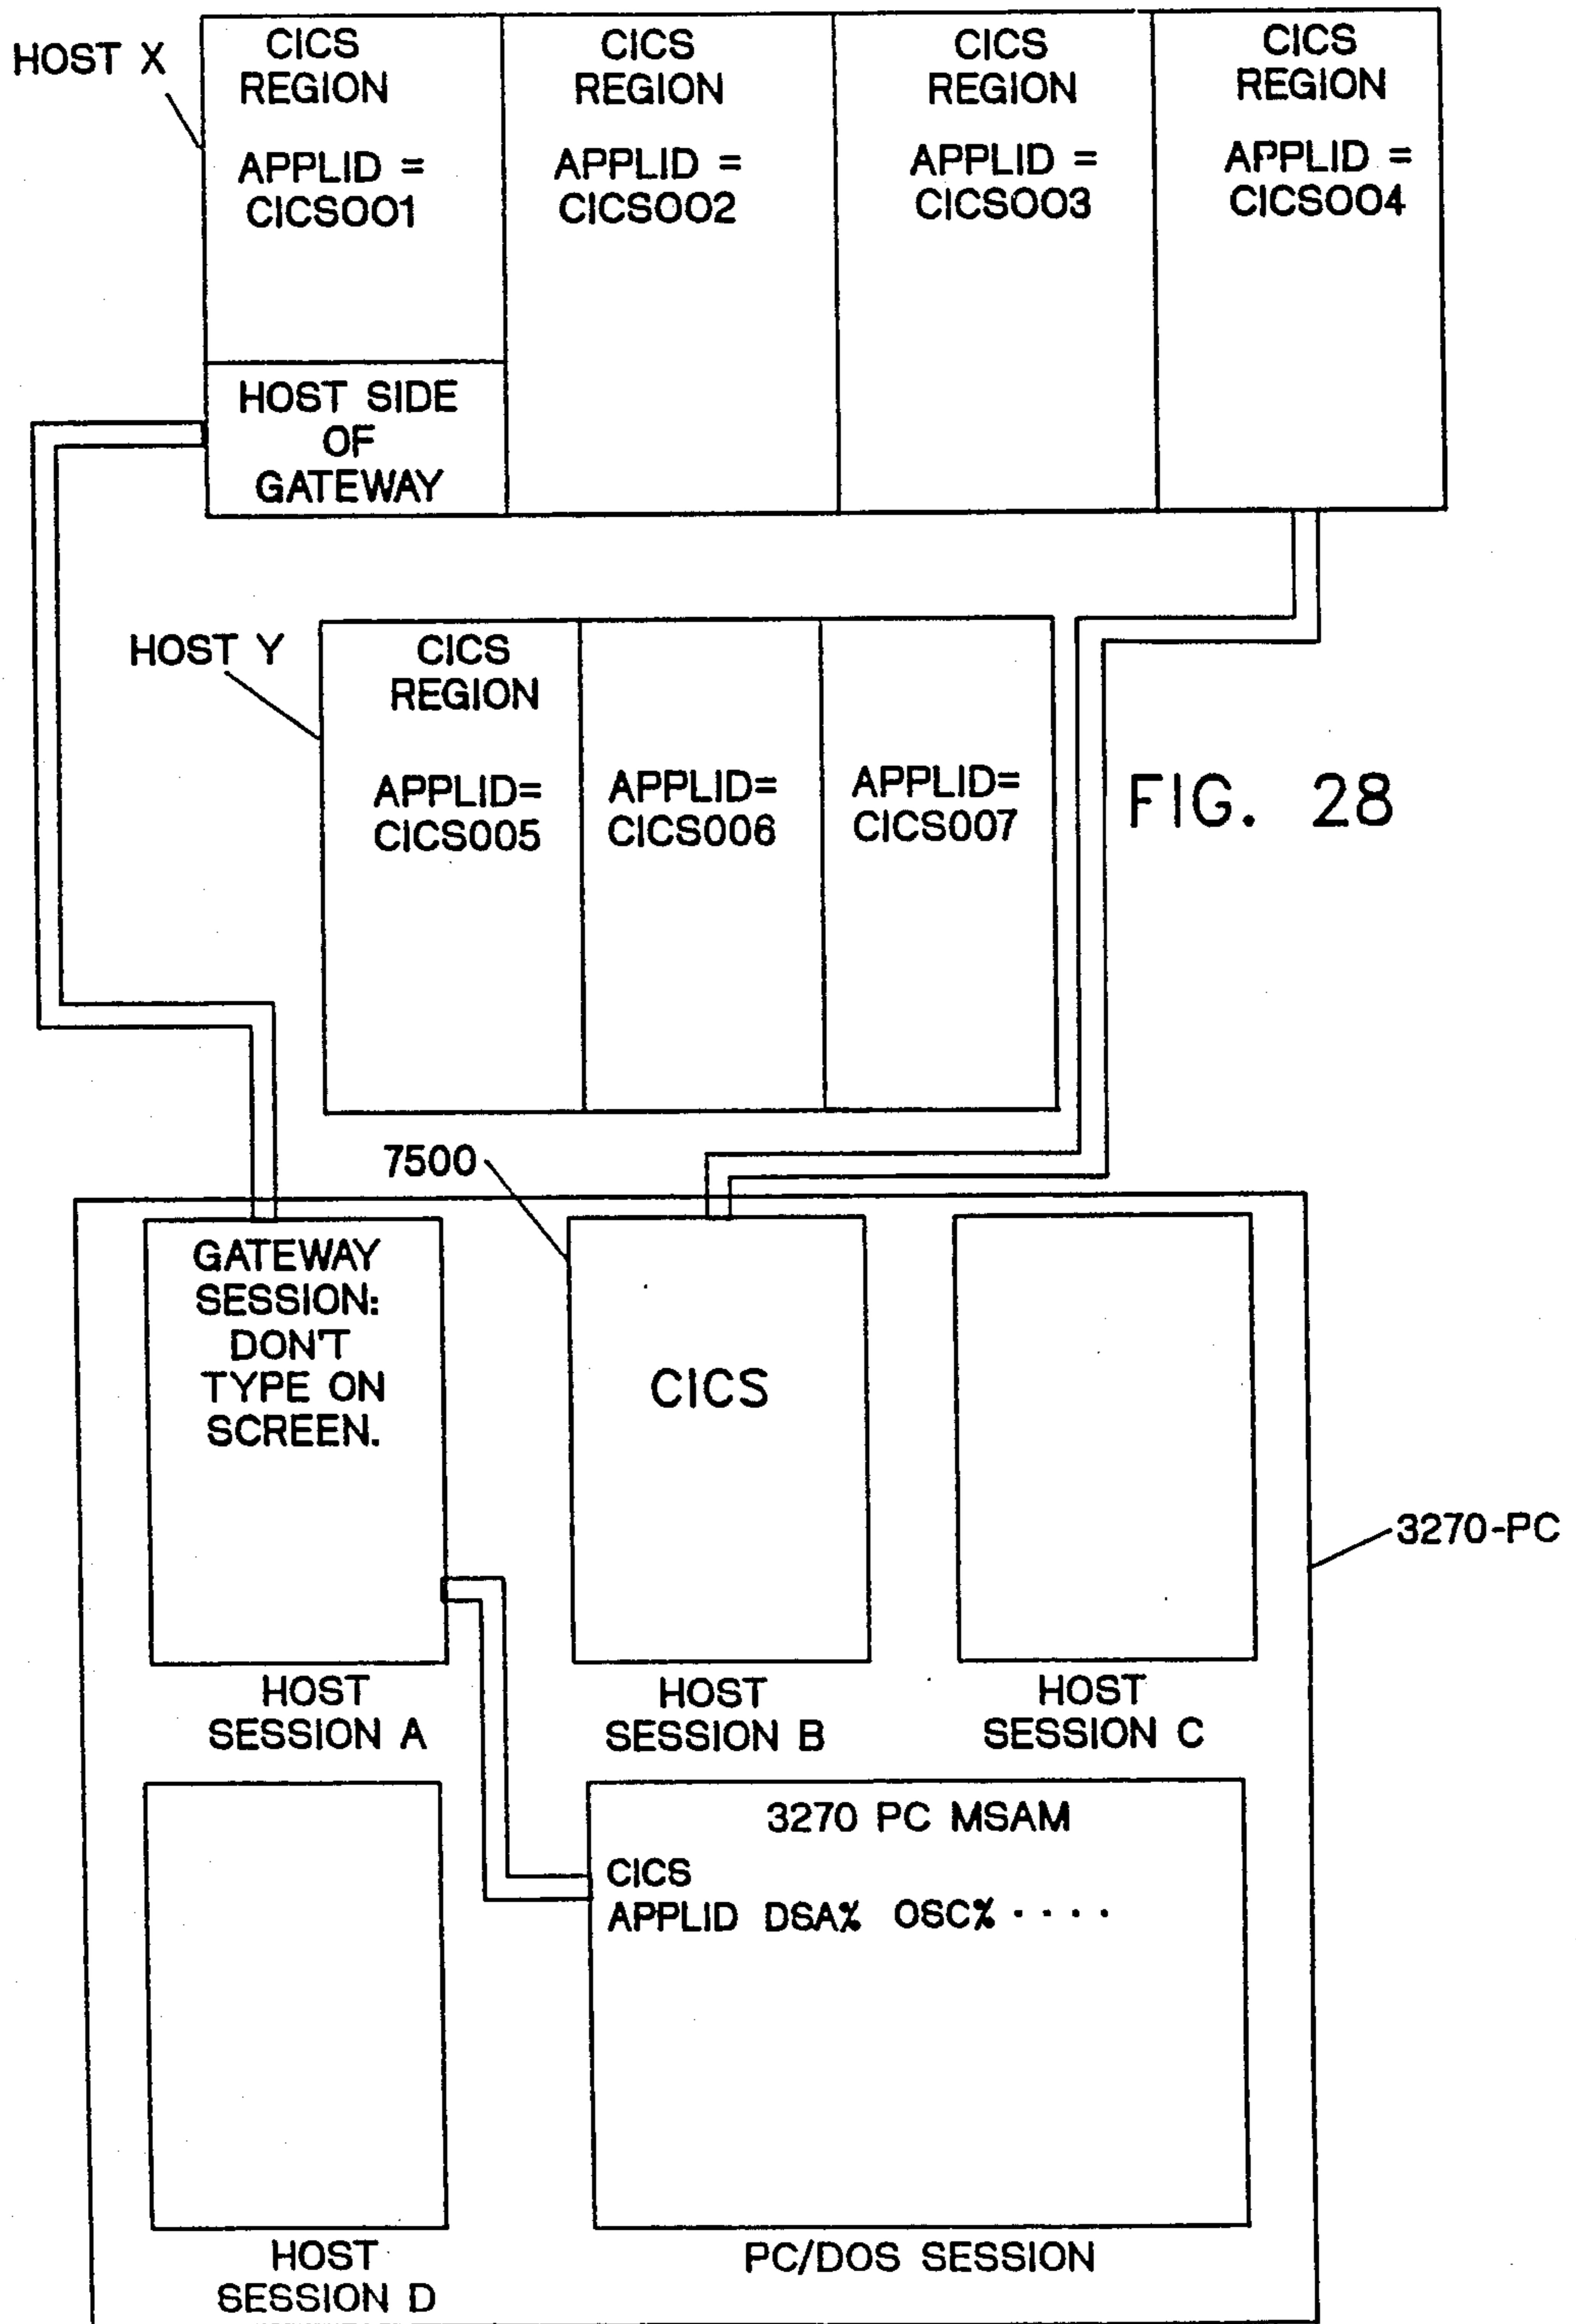 HOST X
CICS
REGION
APPLID =
CICS001
HOST SIDE
OF
GATEWAY
CICS
REGION
APPLID =
CICS002
CICS
REGION
APPLID =
CICS003
CICS
REGION
APPLID =
CICS004
HOST Y
CICS
REGION
APPLID=
CICS005
APPLID=
CICS006
APPLID=
CICS007
FIG. 28
7500
GATEWAY
SESSION:
DON'T
TYPE ON
SCREEN.
HOST
SESSION A
CICS
HOST
SESSION B
HOST
SESSION C
3270-PC
HOST
SESSION D
3270 PC MSAM
CICS
APPLID DSA% OSC% ····
PC/DOS SESSION